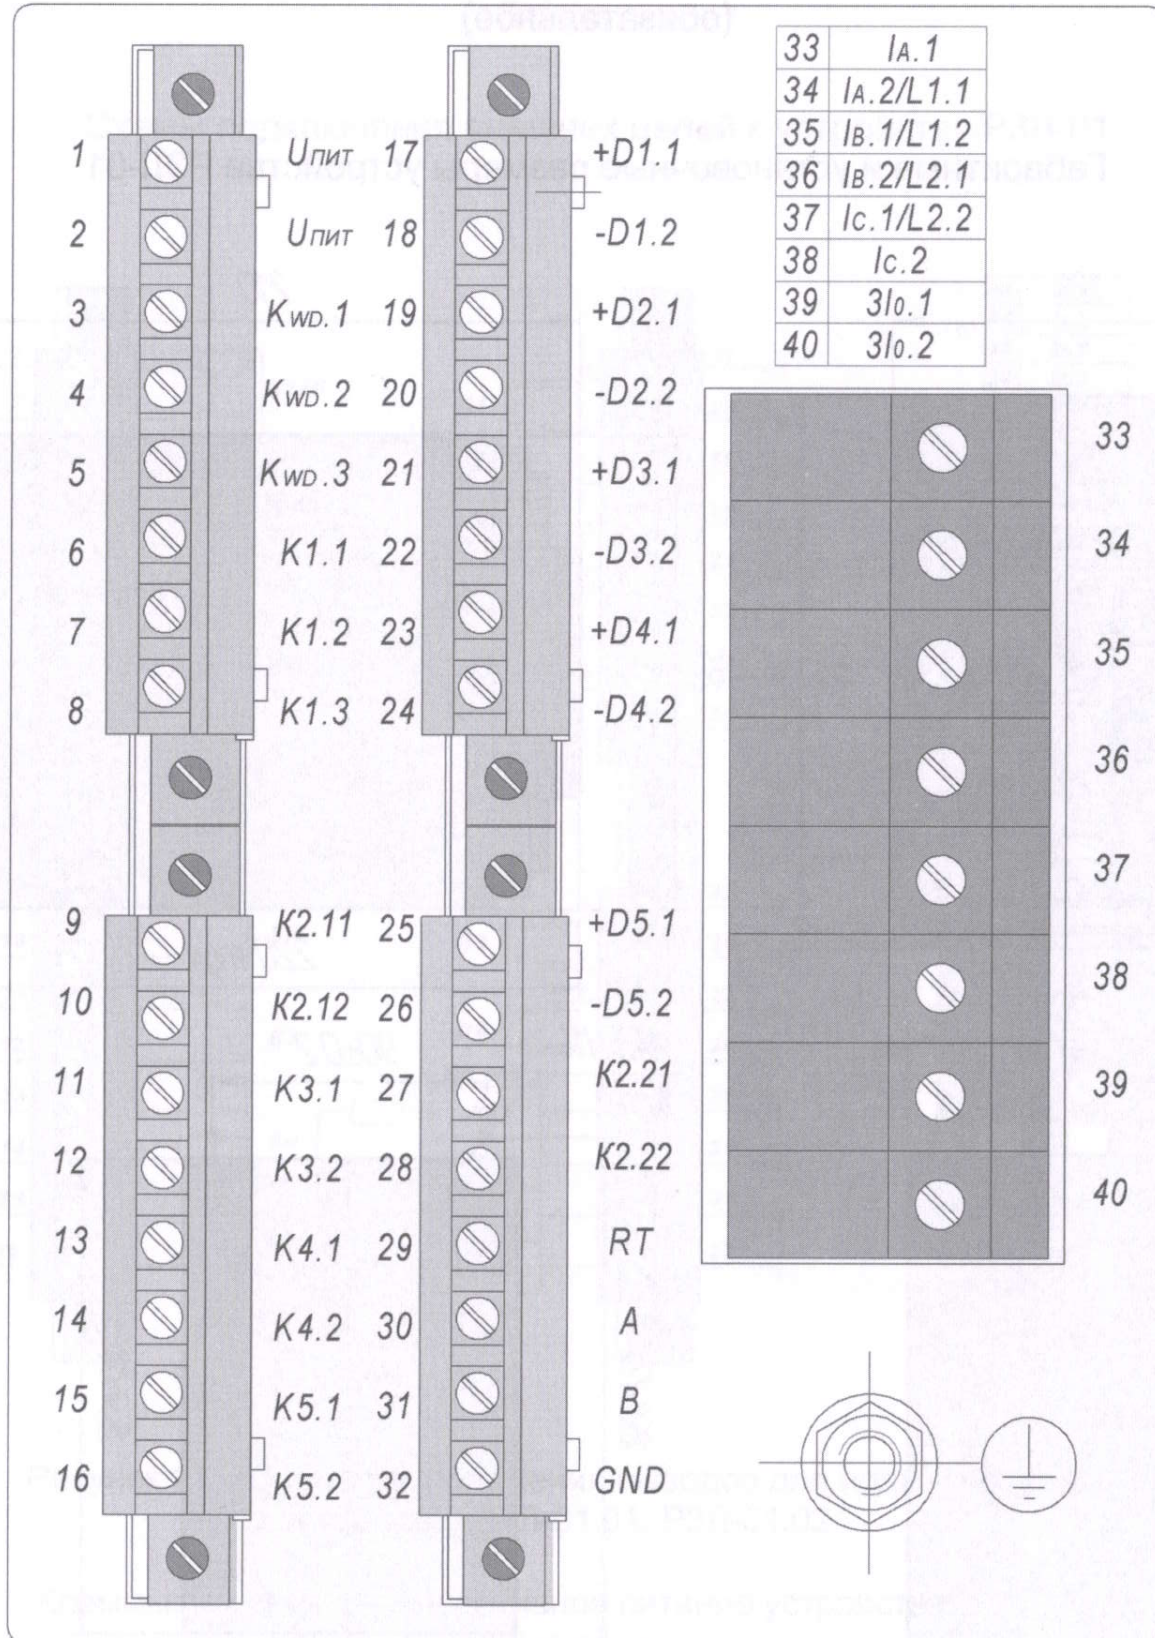 33 IA.1
34 IA.2/L1.1
35 IB.1/L1.2
36 IB.2/L2.1
37 IC.1/L2.2
38 IC.2
39 3I0.1
40 3I0.2
1 Uпит 17 +D1.1
2 Uпит 18 -D1.2
3 KWD.1 19 +D2.1
4 KWD.2 20 -D2.2
5 KWD.3 21 +D3.1
6 K1.1 22 -D3.2
7 K1.2 23 +D4.1
8 K1.3 24 -D4.2
9 K2.11 25 +D5.1
10 K2.12 26 -D5.2
11 K3.1 27 K2.21
12 K3.2 28 K2.22
13 K4.1 29 RT
14 K4.2 30 A
15 K5.1 31 B
16 K5.2 32 GND
33
34
35
36
37
38
39
40